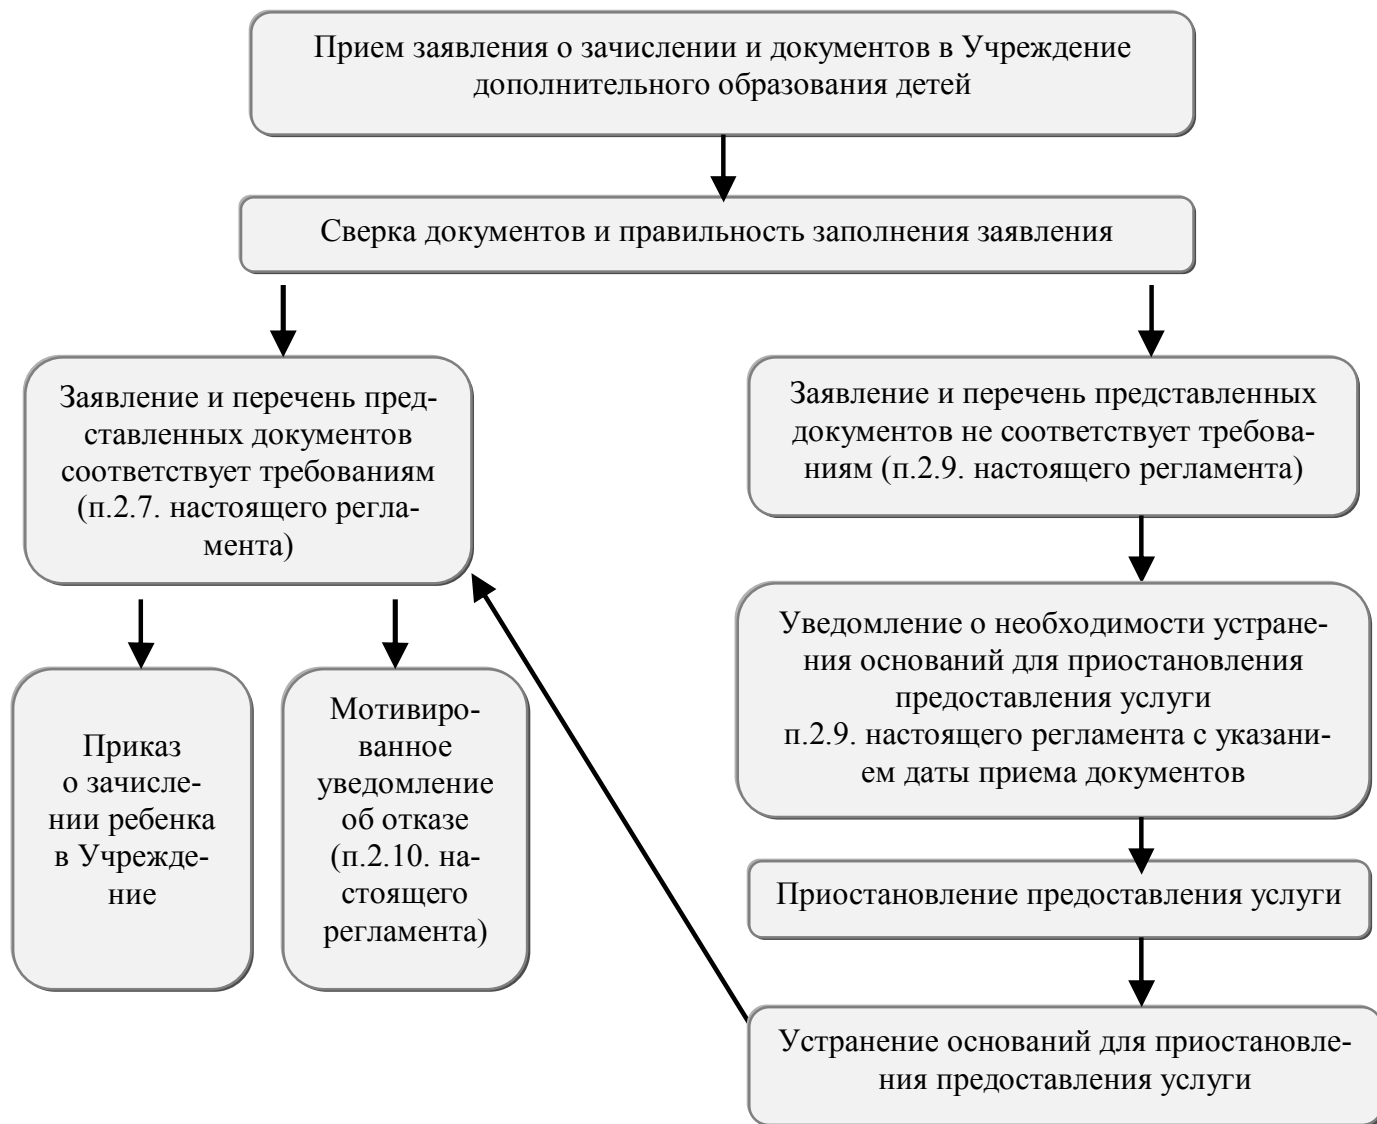 Прием заявления о зачислении и документов в Учреждение
дополнительного образования детей
Сверка документов и правильность заполнения заявления
Заявление и перечень пред-
ставленных документов
соответствует требованиям
(п.2.7. настоящего регла-
мента)
Заявление и перечень представленных
документов не соответствует требова-
ниям (п.2.9. настоящего регламента)
Уведомление о необходимости устране-
ния оснований для приостановления
предоставления услуги
п.2.9. настоящего регламента с указани-
ем даты приема документов
Приказ
о зачисле-
нии ребенка
в Учрежде-
ние
Мотивиро-
ванное
уведомление
об отказе
(п.2.10. на-
стоящего
регламента)
Приостановление предоставления услуги
Устранение оснований для приостановле-
ния предоставления услуги